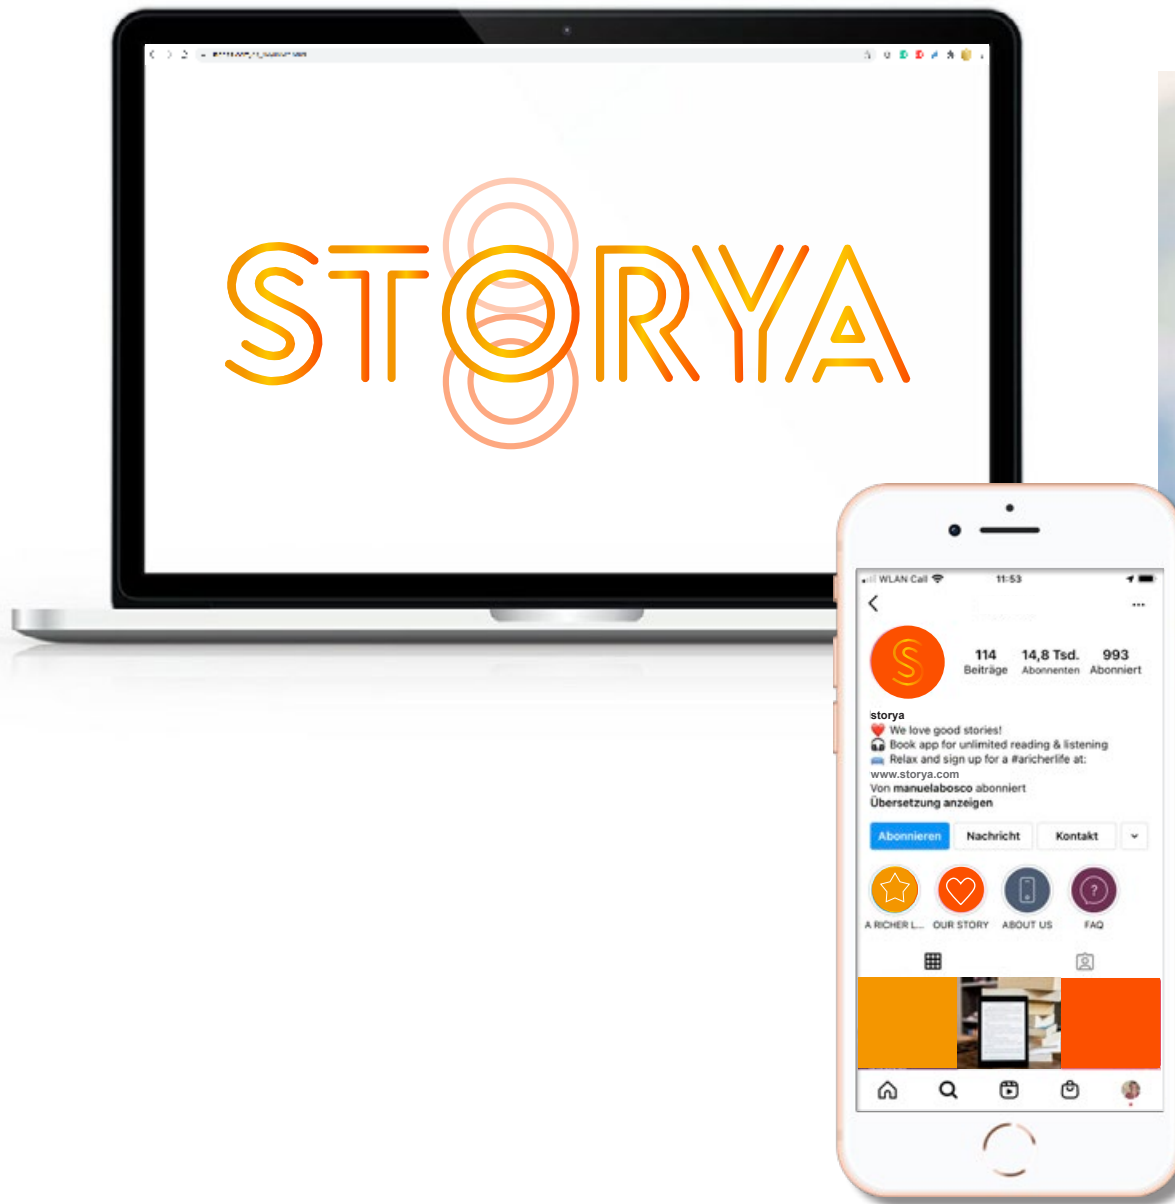 STORYA
WLAN Call
11:53
114
14,8 Tsd.
993
Beiträge
Abonnenten
Abonniert
storya
We love good stories!
Book app for unlimited reading & listening
Relax and sign up for a #aricherlife at:
www.storya.com
Von manuelabosco abonniert
Übersetzung anzeigen
Abonnieren
Nachricht
Kontakt
A RICHER L...
OUR STORY
ABOUT US
FAQ